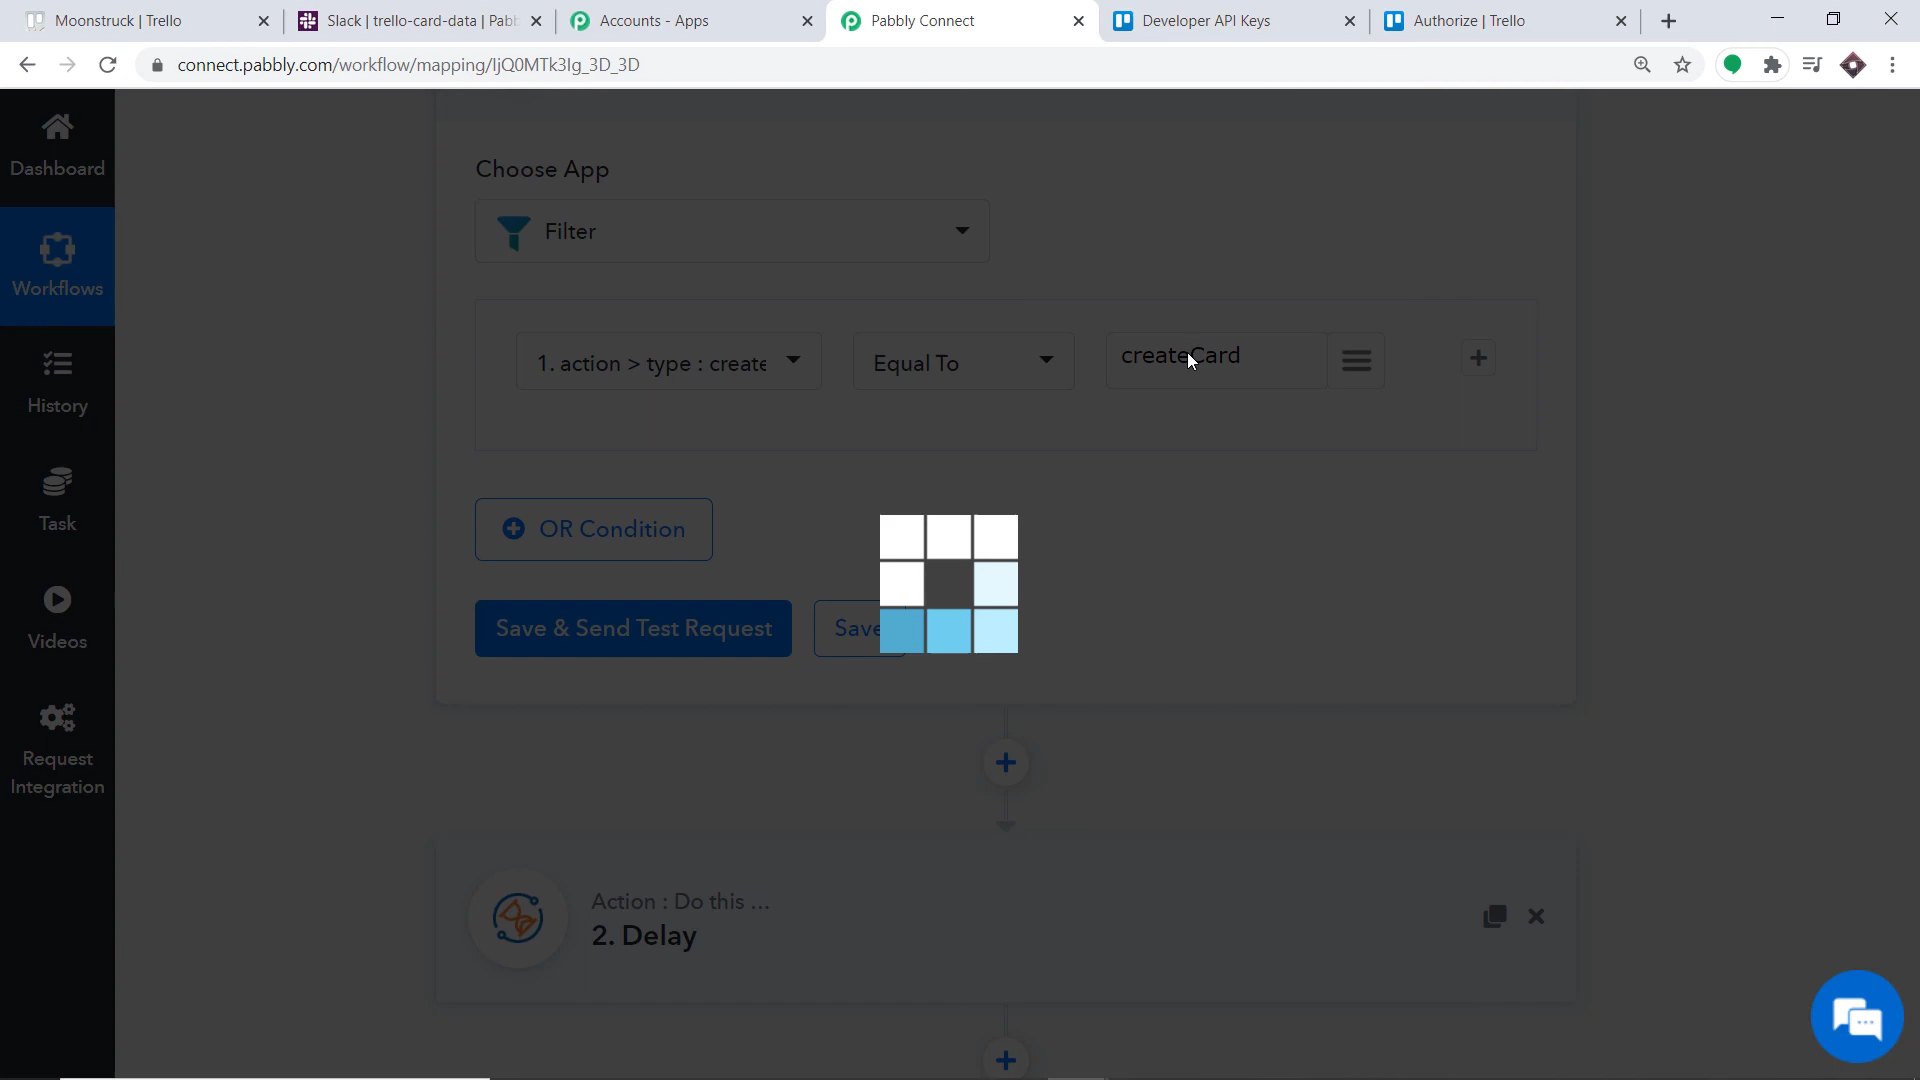 Moonstruck | Trello
Slack | trello-card-data | Pabb
Accounts - Apps
Pabbly Connect
Developer API Keys
Authorize | Trello
connect.pabbly.com/workflow/mapping/IjQ0MTk3Ig_3D_3D
Dashboard
Workflows
History
Task
Videos
Request
Integration
Choose App
Filter
1. action > type : create
Equal To
createCard
OR Condition
Save & Send Test Request
Save
Action : Do this ...
2. Delay